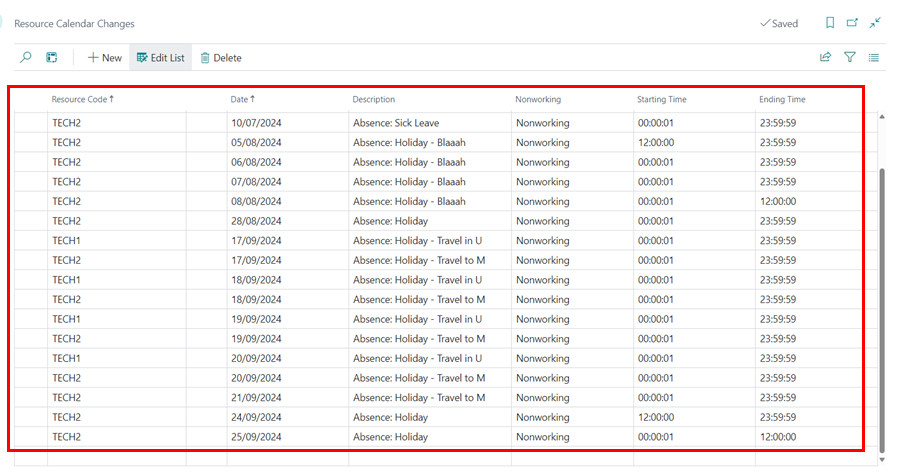 Resource Calendar Changes Saved
New Edit List Delete
Resource Code ↑ Date ↑ Description Nonworking Starting Time Ending Time
TECH2 10/07/2024 Absence: Sick Leave Nonworking 00:00:01 23:59:59
TECH2 05/08/2024 Absence: Holiday - Blaaah Nonworking 12:00:00 23:59:59
TECH2 06/08/2024 Absence: Holiday - Blaaah Nonworking 00:00:01 23:59:59
TECH2 07/08/2024 Absence: Holiday - Blaaah Nonworking 00:00:01 23:59:59
TECH2 08/08/2024 Absence: Holiday - Blaaah Nonworking 00:00:01 12:00:00
TECH2 28/08/2024 Absence: Holiday Nonworking 00:00:01 23:59:59
TECH1 17/09/2024 Absence: Holiday - Travel in U Nonworking 00:00:01 23:59:59
TECH2 17/09/2024 Absence: Holiday - Travel to M Nonworking 00:00:01 23:59:59
TECH1 18/09/2024 Absence: Holiday - Travel in U Nonworking 00:00:01 23:59:59
TECH2 18/09/2024 Absence: Holiday - Travel to M Nonworking 00:00:01 23:59:59
TECH1 19/09/2024 Absence: Holiday - Travel in U Nonworking 00:00:01 23:59:59
TECH2 19/09/2024 Absence: Holiday - Travel to M Nonworking 00:00:01 23:59:59
TECH1 20/09/2024 Absence: Holiday - Travel in U Nonworking 00:00:01 23:59:59
TECH2 20/09/2024 Absence: Holiday - Travel to M Nonworking 00:00:01 23:59:59
TECH2 21/09/2024 Absence: Holiday - Travel to M Nonworking 00:00:01 23:59:59
TECH2 24/09/2024 Absence: Holiday Nonworking 12:00:00 23:59:59
TECH2 25/09/2024 Absence: Holiday Nonworking 00:00:01 12:00:00